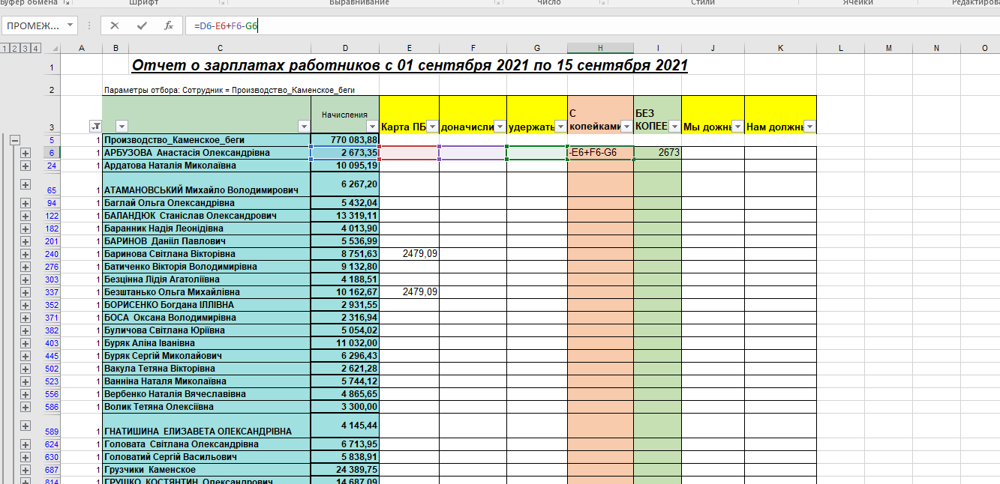 буфер обмена Шрифт Выравнивание Число Стили Ячейки Редактирова
ПРОМЕЖ... fx =D6-E6+F6-G6
1 2 3 4 A B C D E F G H I J K L M N O
1 Отчет о зарплатах работников с 01 сентября 2021 по 15 сентября 2021
2 Параметры отбора: Сотрудник = Производство_Каменское_беги
3 Начисления Карта ПБ доначисли удержать С копейками БЕЗ КОПЕЕ Мы дожн Нам должн
5 1 Производство_Каменское_беги 770 083,88
6 1 АРБУЗОВА Анастасія Олександрівна 2 673,35 -E6+F6-G6 2673
24 1 Ардатова Наталія Миколаївна 10 095,19
65 1 АТАМАНОВСЬКИЙ Михайло Володимирович 6 267,20
94 1 Баглай Ольга Олександрівна 5 432,04
122 1 БАЛАНДЮК Станіслав Олександрович 13 319,11
182 1 Баранник Надія Леонідівна 4 013,90
201 1 БАРИНОВ Данііл Павлович 5 536,99
240 1 Баринова Світлана Вікторівна 8 751,63 2479,09
276 1 Батиченко Вікторія Володимирівна 9 132,80
303 1 Безцінна Лідія Агатоліївна 4 188,51
337 1 Безштанько Ольга Михайлівна 10 162,67 2479,09
352 1 БОРИСЕНКО Богдана ІЛЛІВНА 2 931,55
371 1 БОСА Оксана Володимирівна 2 316,94
382 1 Буличова Світлана Юріївна 5 054,02
403 1 Буряк Аліна Іванівна 11 032,00
445 1 Буряк Сергій Миколайович 6 296,43
502 1 Вакула Тетяна Вікторівна 2 621,28
523 1 Ванніна Наталя Миколаївна 5 744,12
556 1 Вербенко Наталія Вячеславівна 4 865,65
586 1 Волик Тетяна Олексіївна 3 300,00
589 1 ГНАТИШИНА ЕЛИЗАВЕТА ОЛЕКСАНДРІВНА 4 145,44
624 1 Головата Світлана Олександрівна 6 713,95
630 1 Головатий Сергій Васильович 5 838,91
687 1 Грузчики Каменское 24 389,75
814 1 ГРУШКО КОСТЯНТИН Олександрович 14 687,09